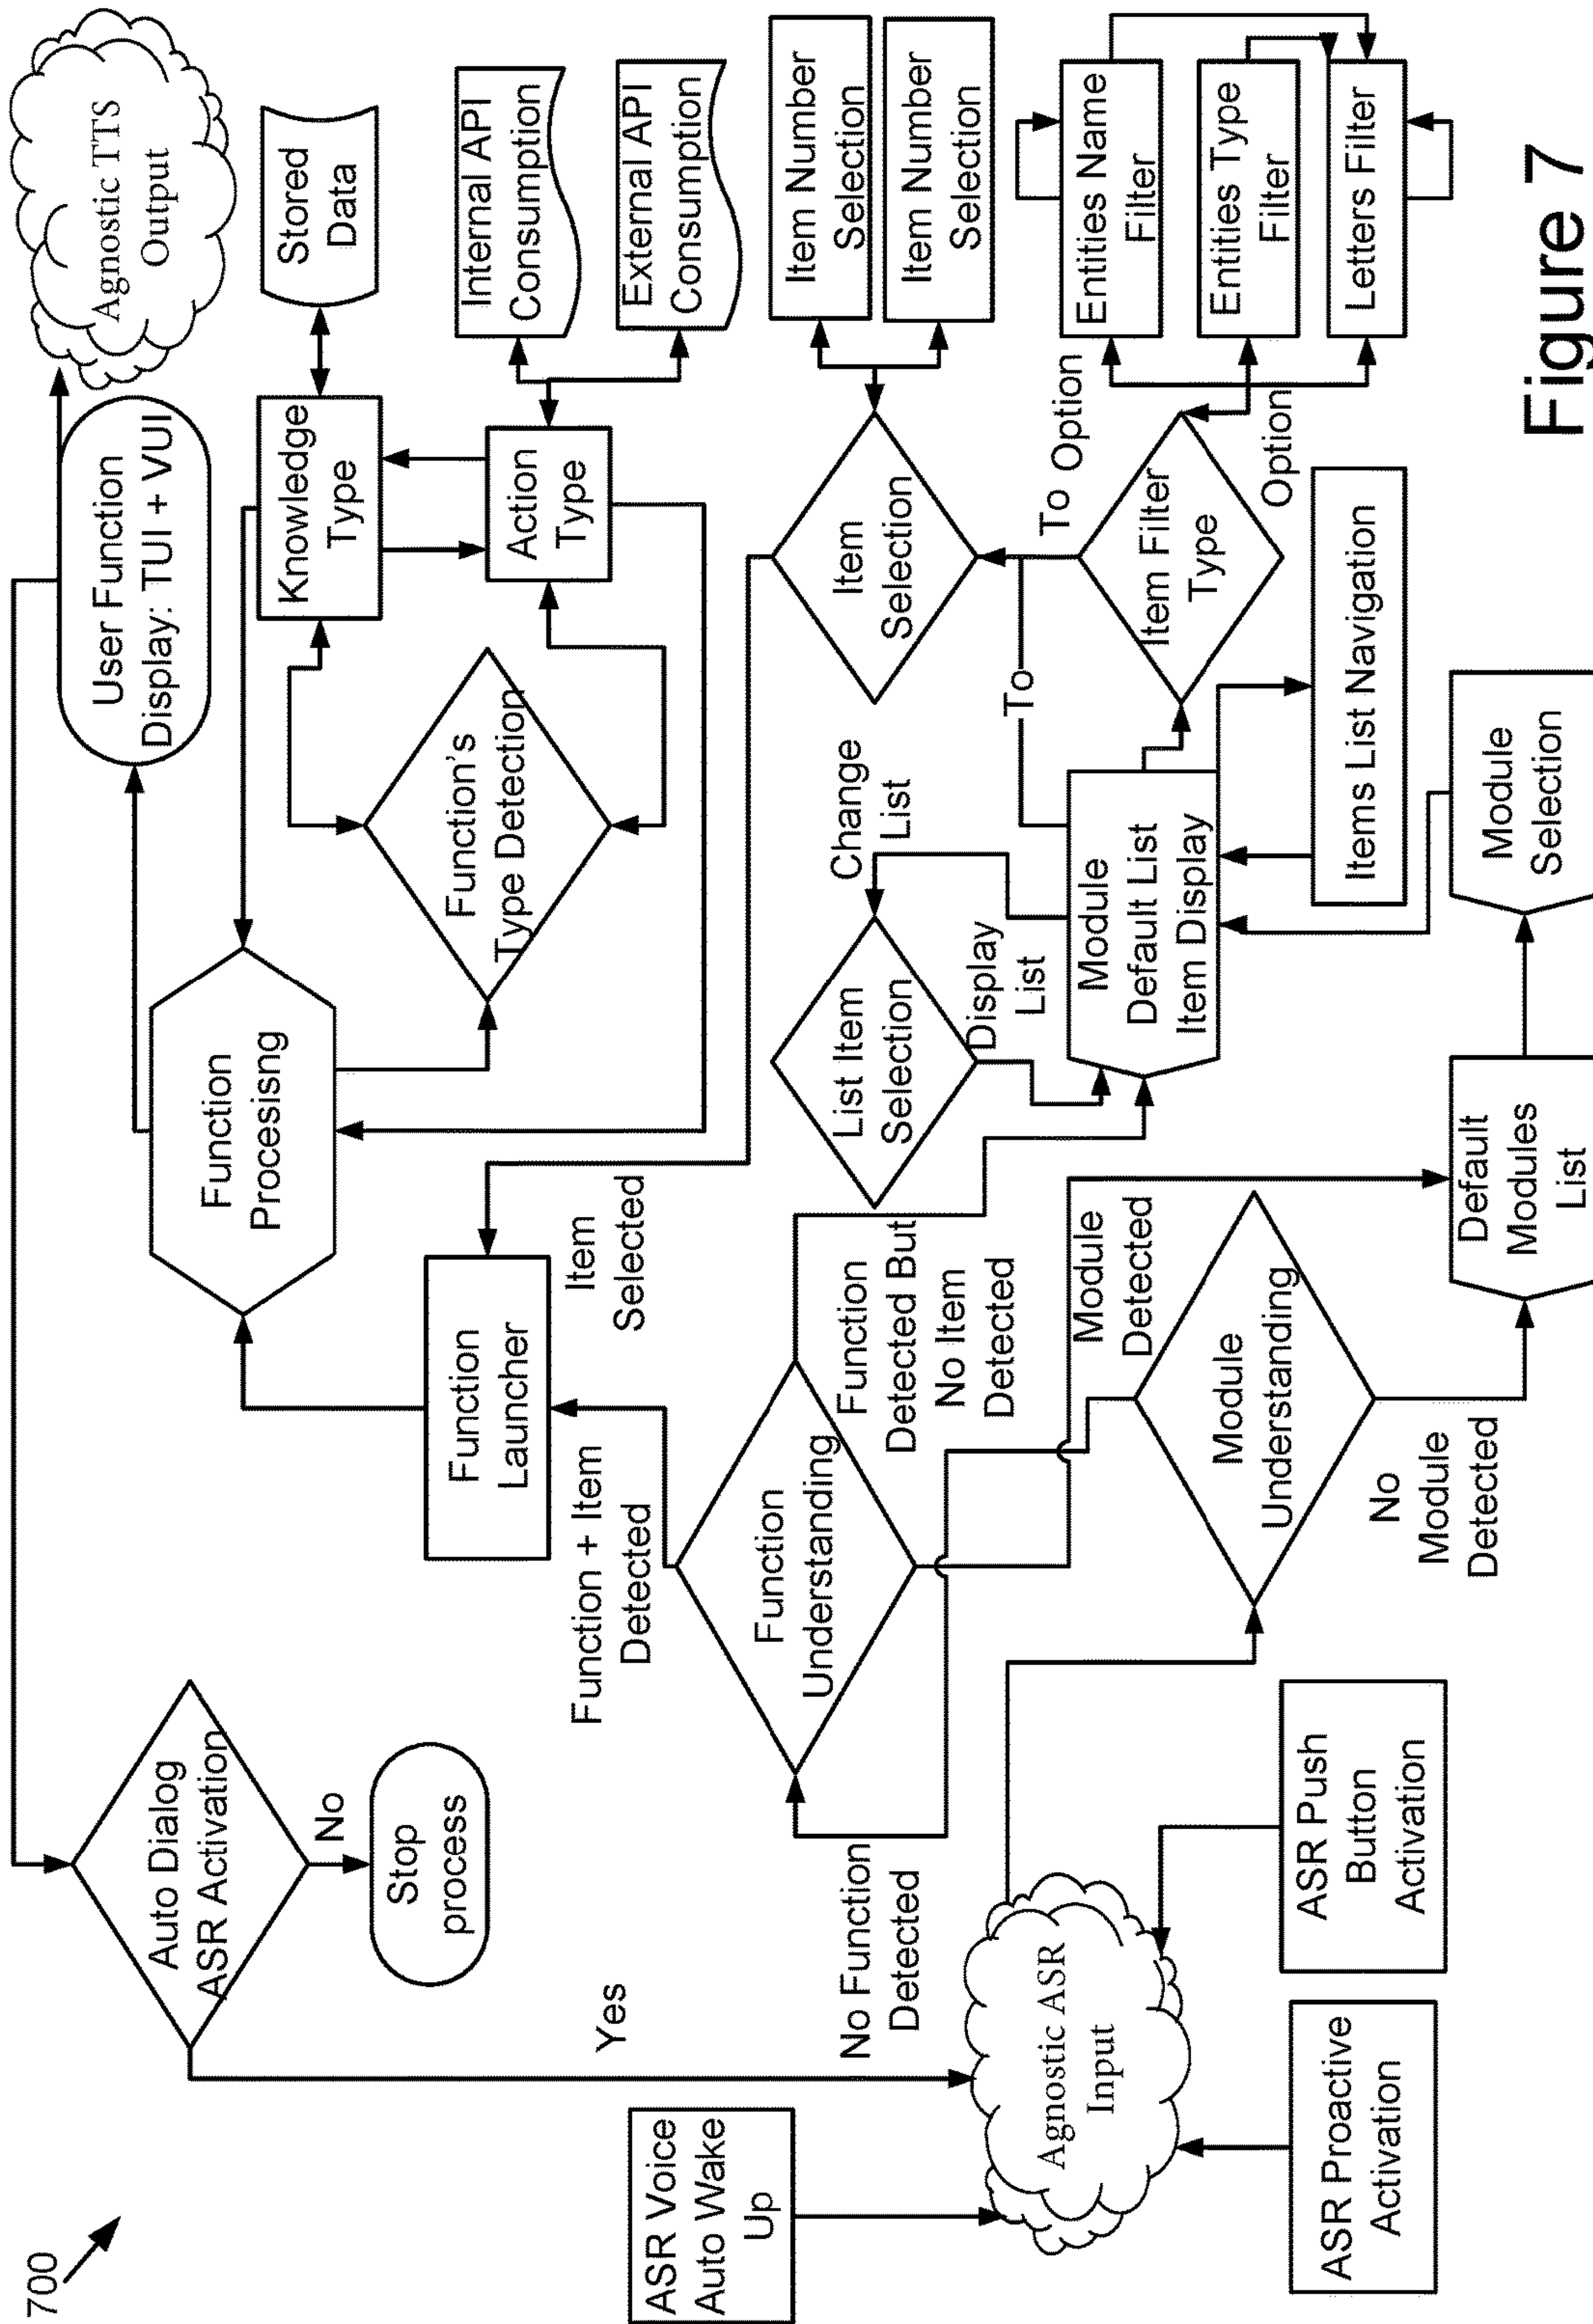 700
Auto Dialog
ASR Activation
No
Stop
process
Yes
ASR Voice
Auto Wake
Up
Agnostic ASR
Input
ASR Proactive
Activation
ASR Push
Button
Activation
No Function
Detected
Function
Understanding
Function + Item
Detected
Function
Launcher
Item
Selected
Function
Detected But
No Item
Detected
Module
Detected
Module
Understanding
No
Module
Detected
Default
Modules
List
Module
Selection
Function
Procesisng
User Function
Display: TUI + VUI
Agnostic TTS
Output
Function's
Type Detection
Knowledge
Type
Stored
Data
Action
Type
Internal API
Consumption
External API
Consumption
List Item
Selection
Change
List
Display
List
Module
Default List
Item Display
To
Item
Selection
Item Number
Selection
Item Number
Selection
To Option
Item Filter
Type
Option
Entities Name
Filter
Entities Type
Filter
Letters Filter
Items List Navigation
Figure 7